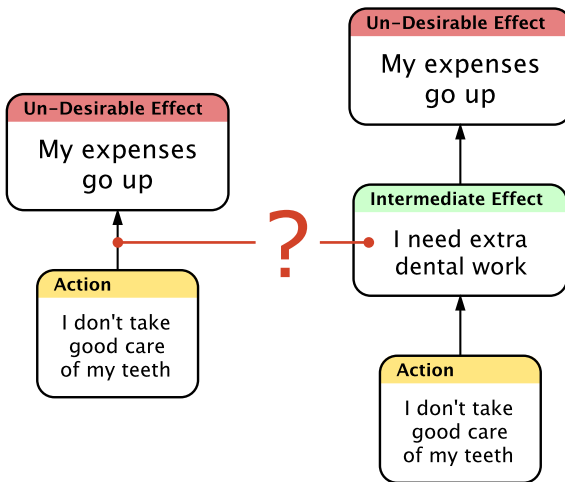 Un-Desirable Effect
My expenses
go up
Action
I don't take
good care
of my teeth
?
Un-Desirable Effect
My expenses
go up
Intermediate Effect
I need extra
dental work
Action
I don't take
good care
of my teeth